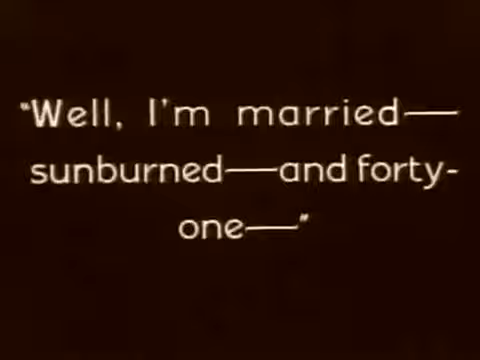 "Well, I'm married—
sunburned—and forty-
one—"